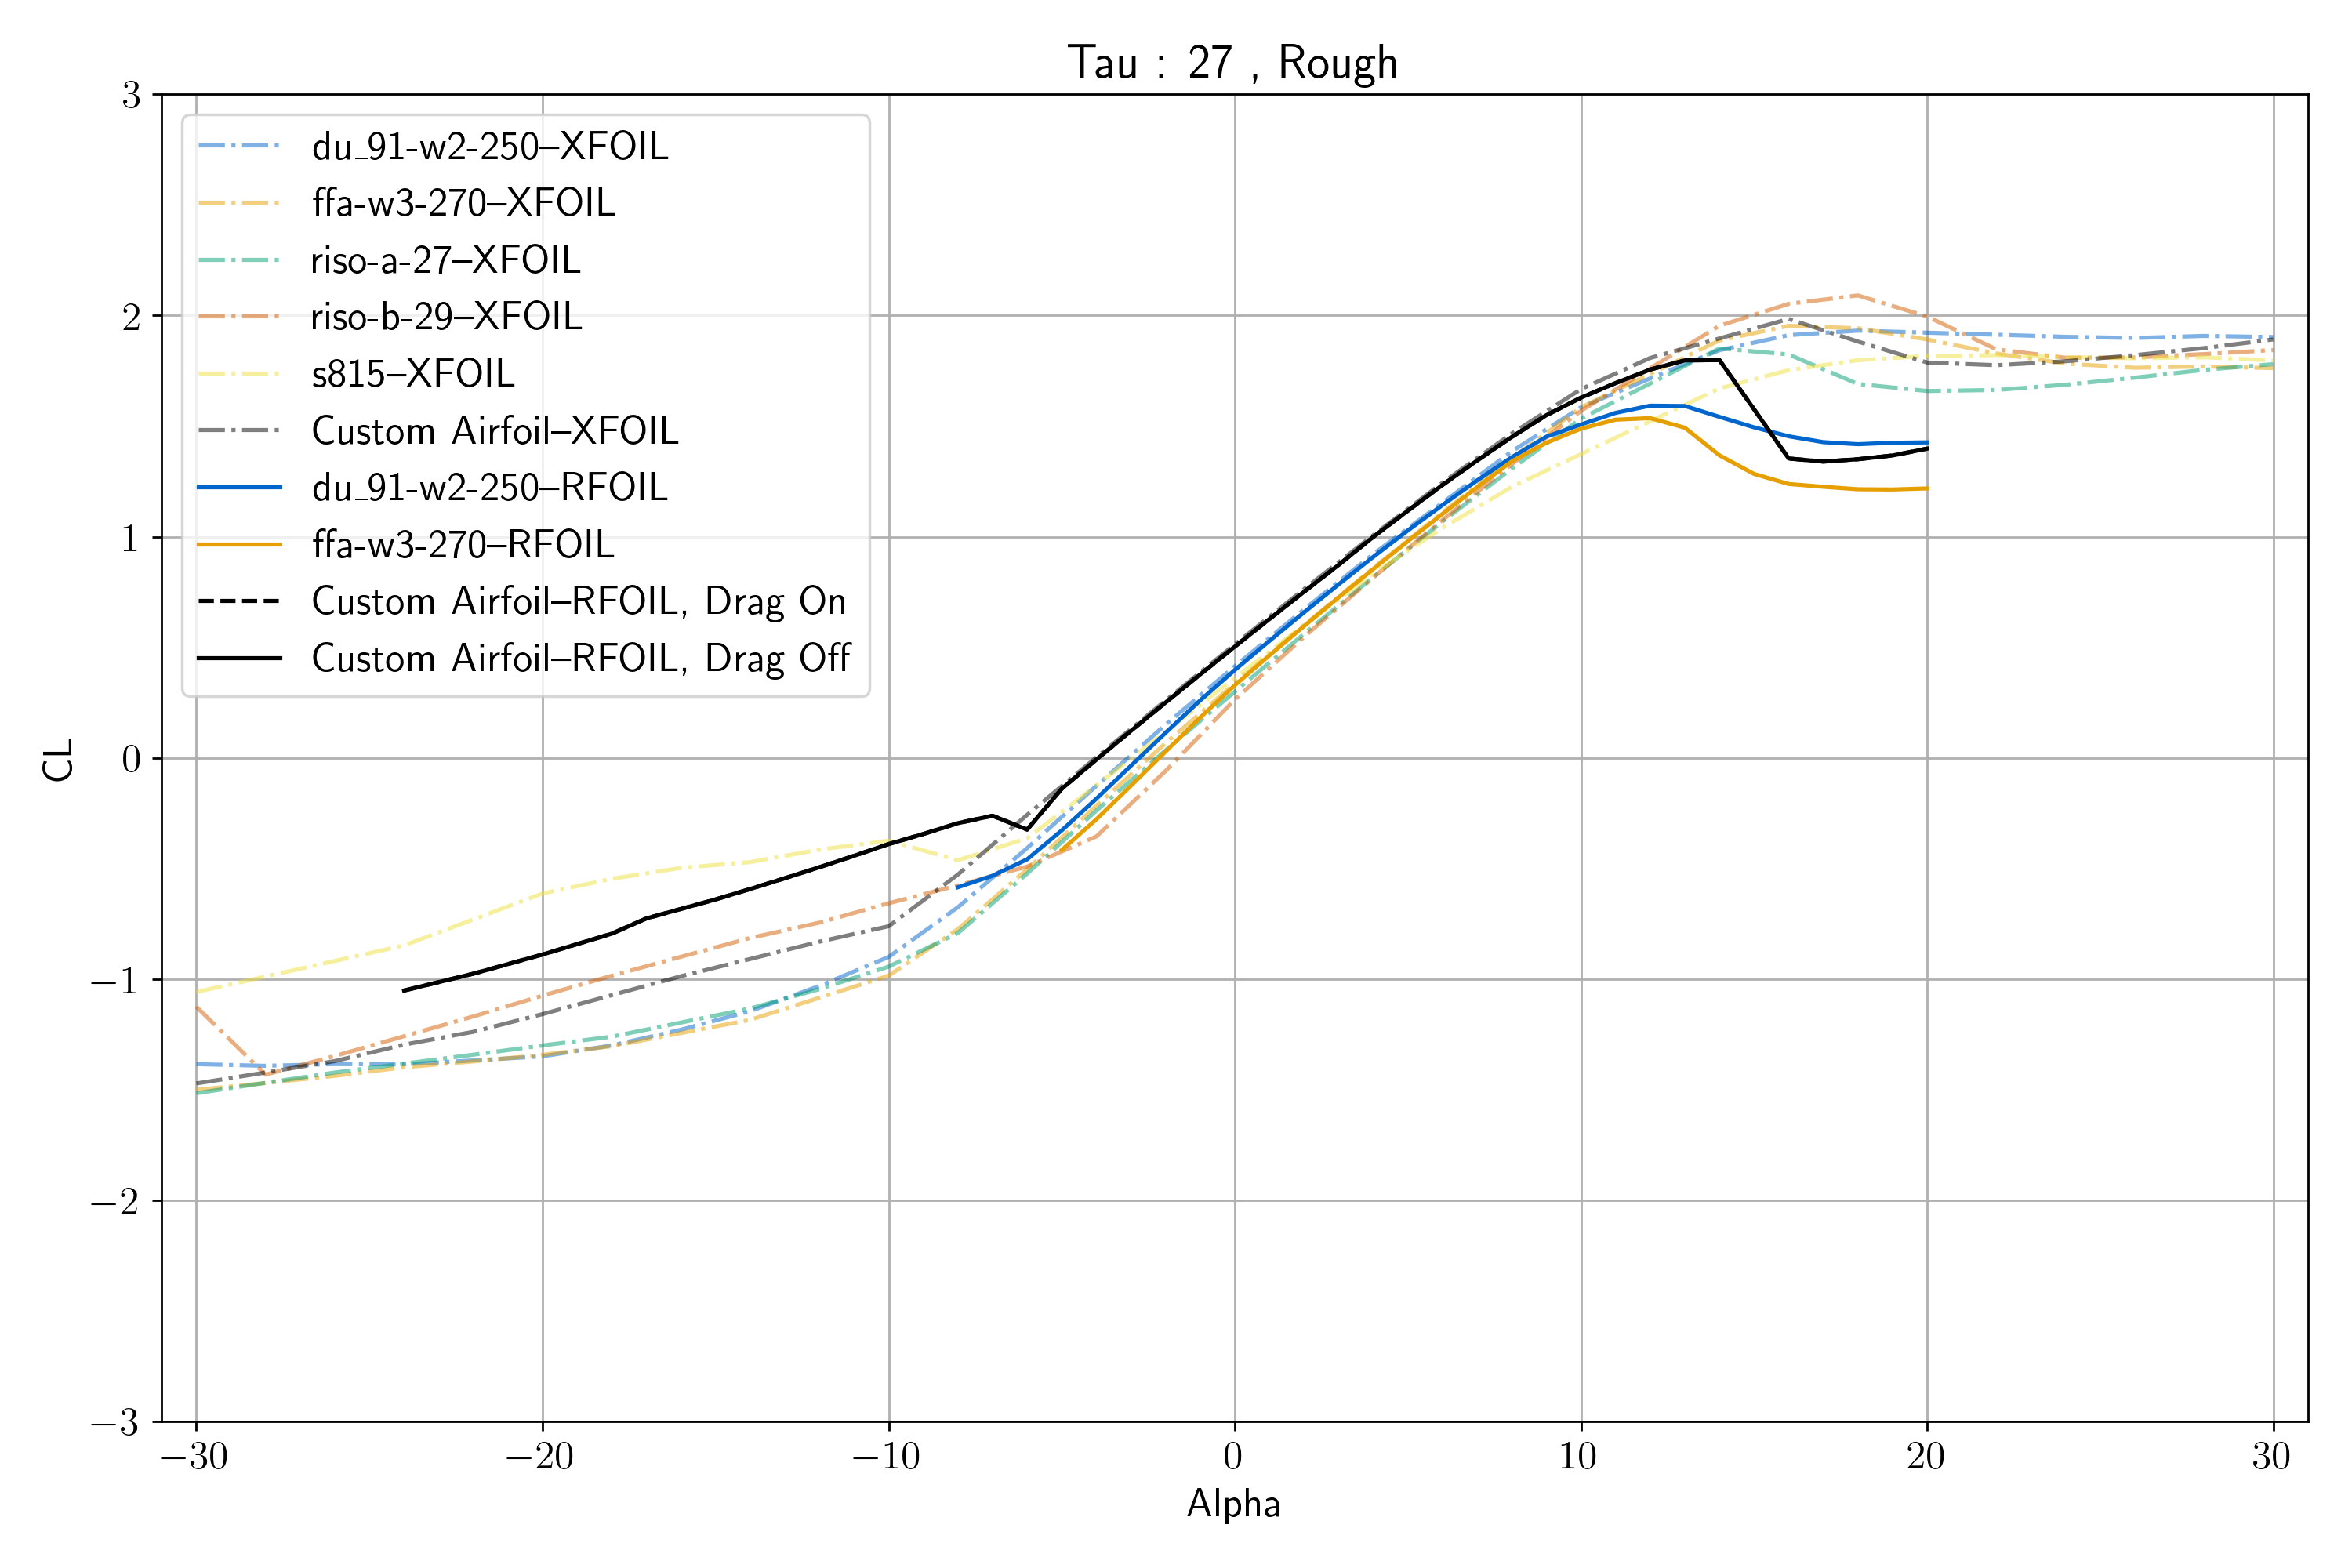 Tau : 27 , Rough
3
2
1
0
−1
−2
−3
CL
du_91-w2-250–XFOIL
ffa-w3-270–XFOIL
riso-a-27–XFOIL
riso-b-29–XFOIL
s815–XFOIL
Custom Airfoil–XFOIL
du_91-w2-250–RFOIL
ffa-w3-270–RFOIL
Custom Airfoil–RFOIL, Drag On
Custom Airfoil–RFOIL, Drag Off
−30 −20 −10 0 10 20 30
Alpha